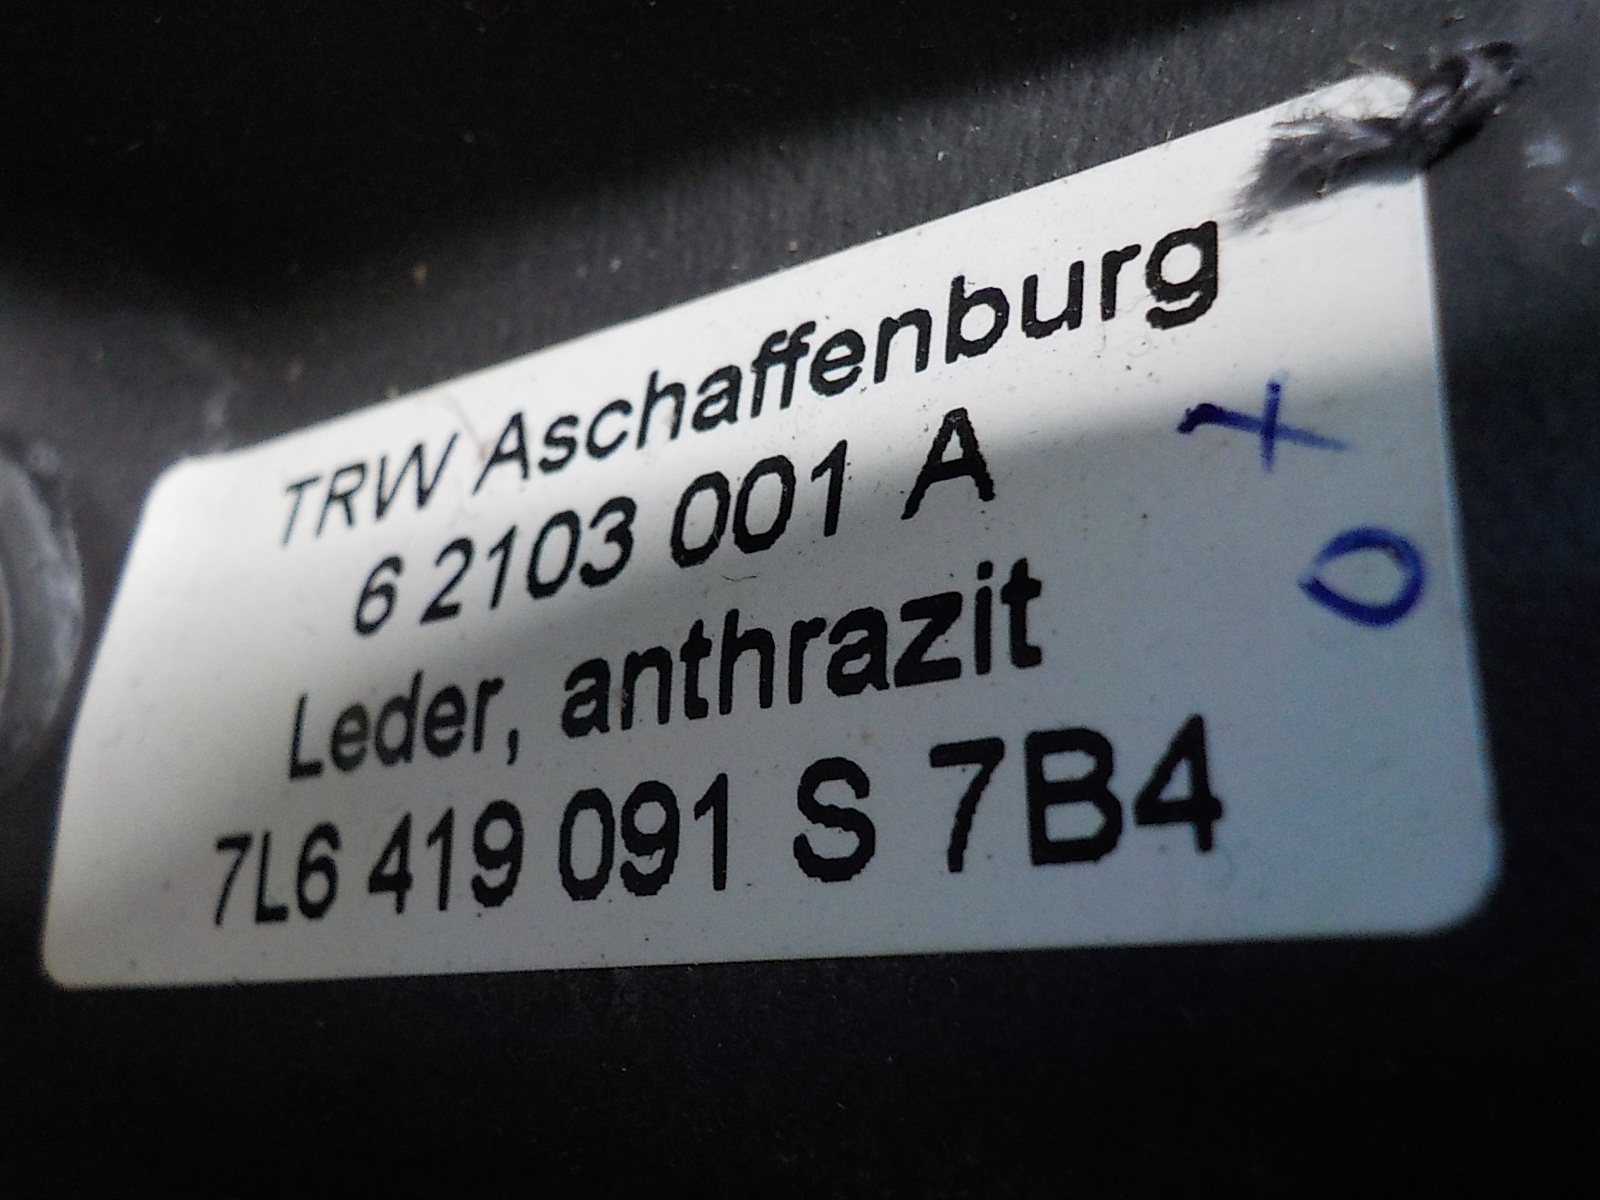 TRW Aschaffenburg
6 2103 001 A
Leder, anthrazit
7L6 419 091 S 7B4